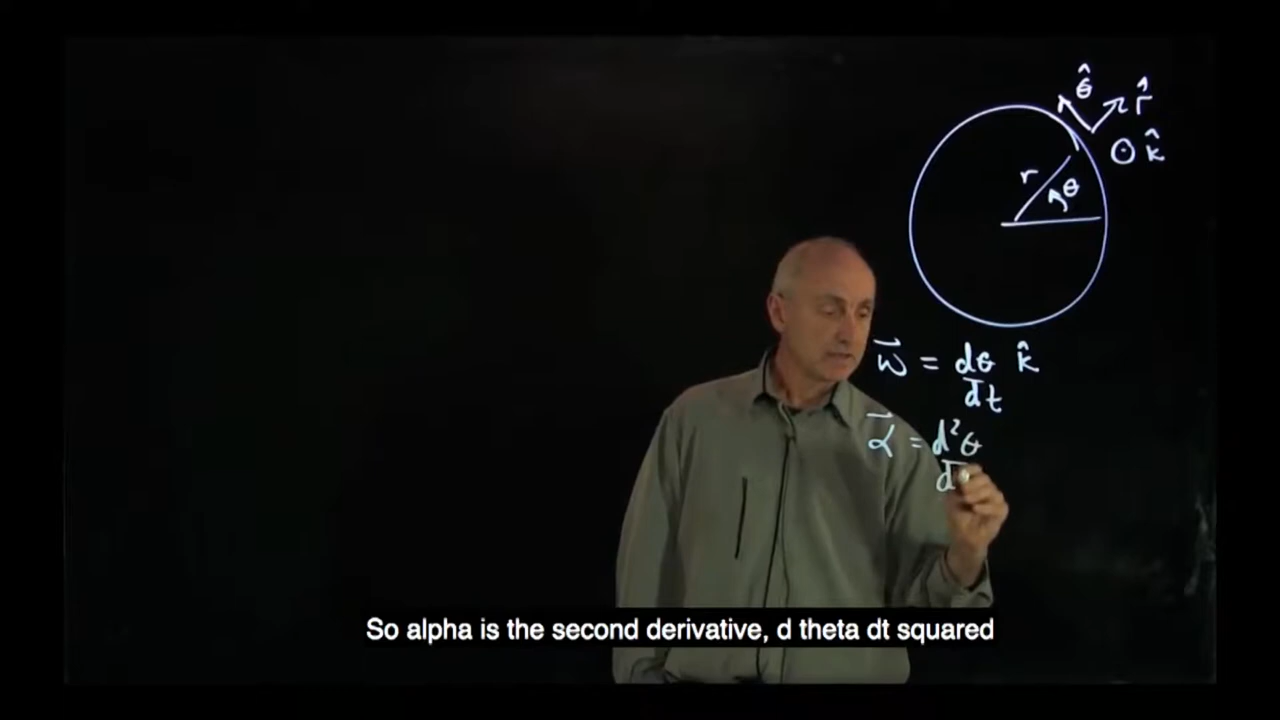 θ̂ r̂
⊙ k̂
r θ
ω⃗ = dθ/dt k̂
α⃗ = d²θ/d
So alpha is the second derivative, d theta dt squared